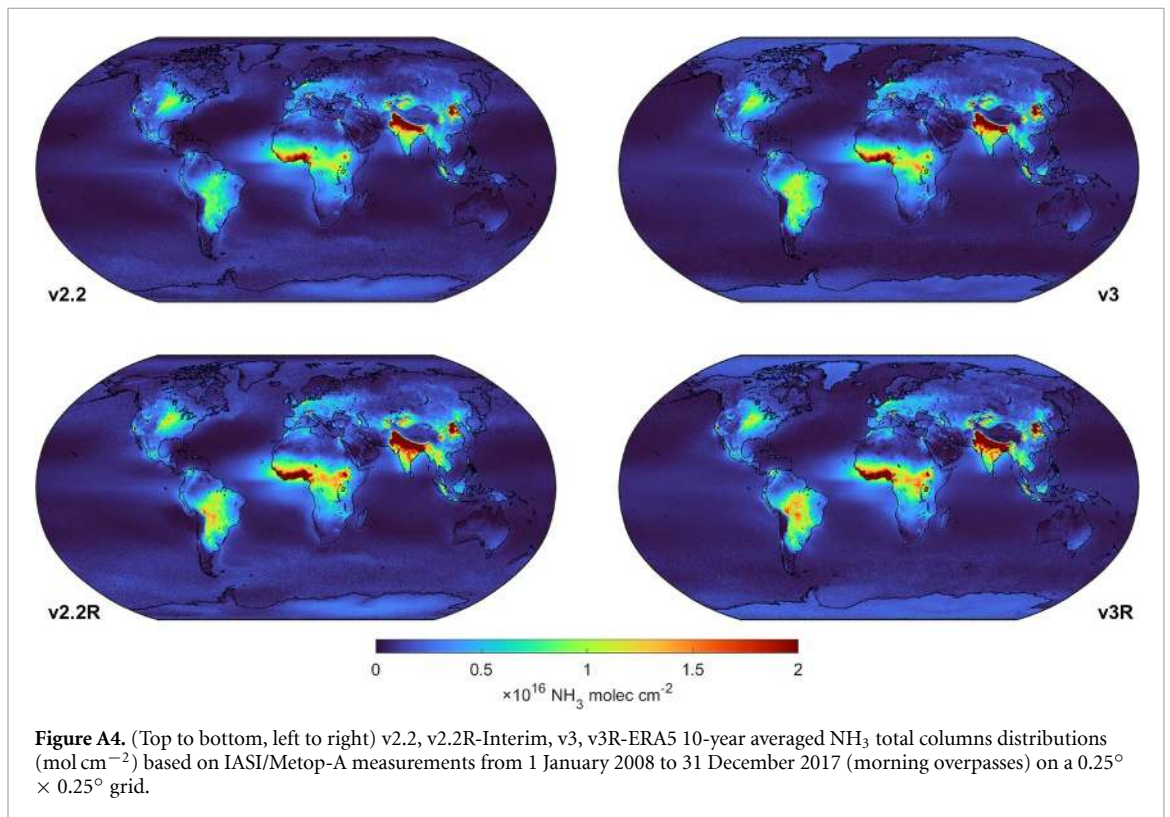 v2.2
v3
v2.2R
v3R
0 0.5 1 1.5 2
×10¹⁶ NH₃ molec cm⁻²
Figure A4. (Top to bottom, left to right) v2.2, v2.2R-Interim, v3, v3R-ERA5 10-year averaged NH₃ total columns distributions
(mol cm⁻²) based on IASI/Metop-A measurements from 1 January 2008 to 31 December 2017 (morning overpasses) on a 0.25°
× 0.25° grid.